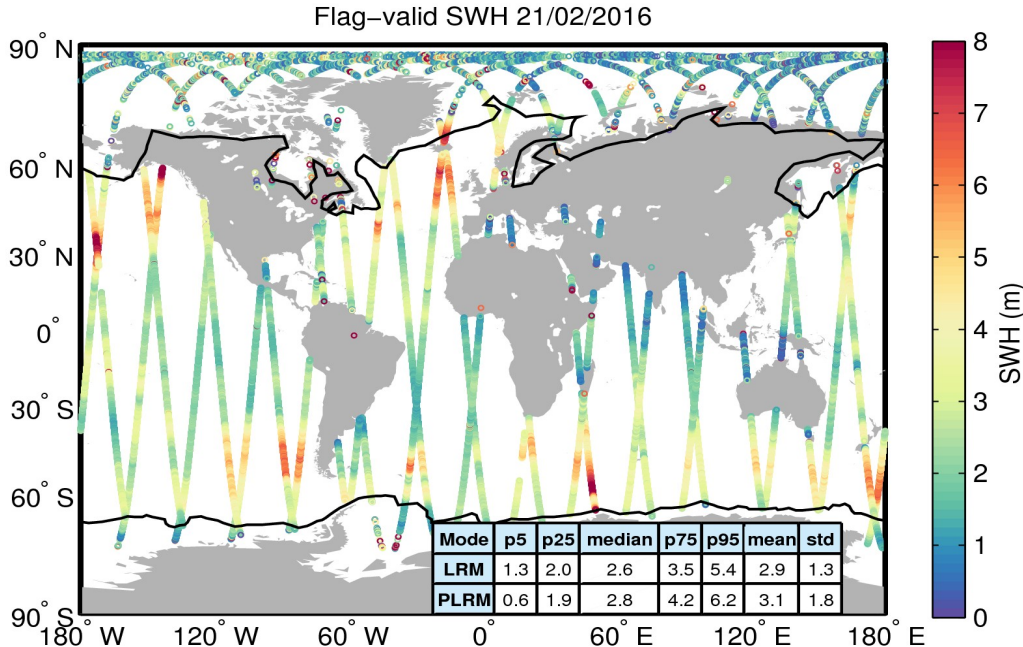 Flag−valid SWH 21/02/2016
90° N
60° N
30° N
0°
30° S
60° S
90° S
180° W
120° W
60° W
0°
60° E
120° E
180° E
8
7
6
5
4
3
2
1
0
SWH (m)
Mode p5 p25 median p75 p95 mean std
LRM 1.3 2.0 2.6 3.5 5.4 2.9 1.3
PLRM 0.6 1.9 2.8 4.2 6.2 3.1 1.8